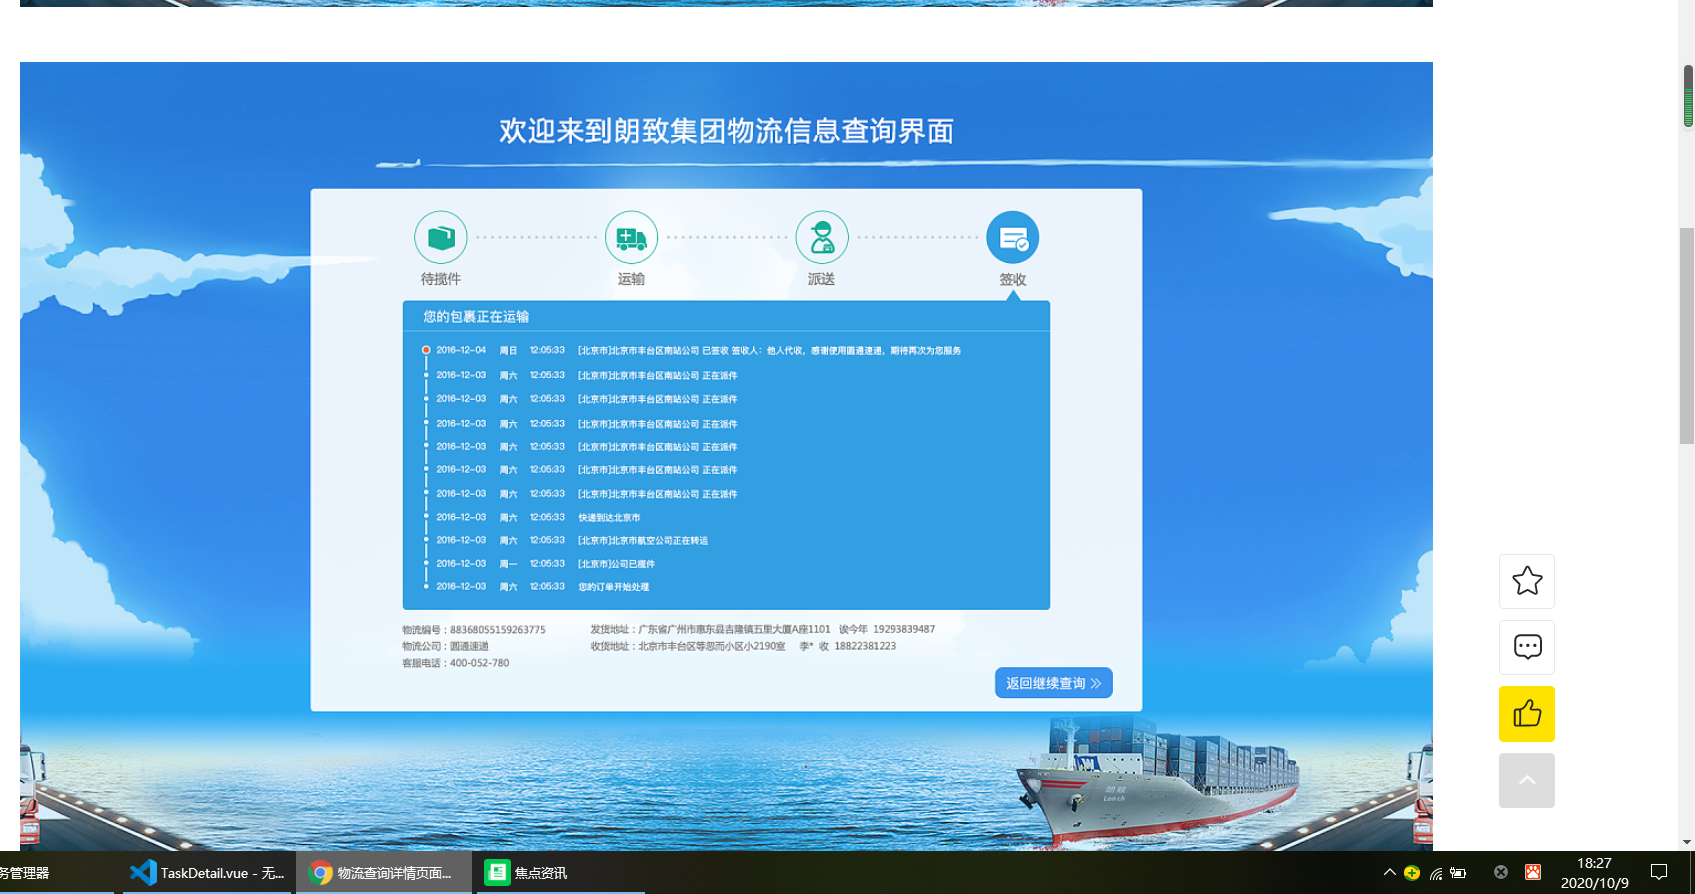 欢迎来到朗致集团物流信息查询界面
待揽件 运输 派送 签收
您的包裹正在运输
2016-12-04 周日 12:05:33 [北京市]北京市丰台区南站公司 已签收 签收人：他人代收，感谢使用圆通速递，期待再次为您服务
2016-12-03 周六 12:05:33 [北京市]北京市丰台区南站公司 正在派件
2016-12-03 周六 12:05:33 [北京市]北京市丰台区南站公司 正在派件
2016-12-03 周六 12:05:33 [北京市]北京市丰台区南站公司 正在派件
2016-12-03 周六 12:05:33 [北京市]北京市丰台区南站公司 正在派件
2016-12-03 周六 12:05:33 [北京市]北京市丰台区南站公司 正在派件
2016-12-03 周六 12:05:33 [北京市]北京市丰台区南站公司 正在派件
2016-12-03 周六 12:05:33 快递到达北京市
2016-12-03 周六 12:05:33 [北京市]北京市航空公司正在转运
2016-12-03 周一 12:05:33 [北京市]公司已揽件
2016-12-03 周六 12:05:33 您的订单开始处理
物流编号：88368055159263775 发货地址：广东省广州市惠东县吉隆镇五里大厦A座1101 诶今年 19293839487
物流公司：圆通速递 收货地址：北京市丰台区等忽而小区小2190室 李* 收 18822381223
客服电话：400-052-780
返回继续查询
朗致
务管理器 TaskDetail.vue - 无... 物流查询详情页面... 焦点资讯
18:27
2020/10/9